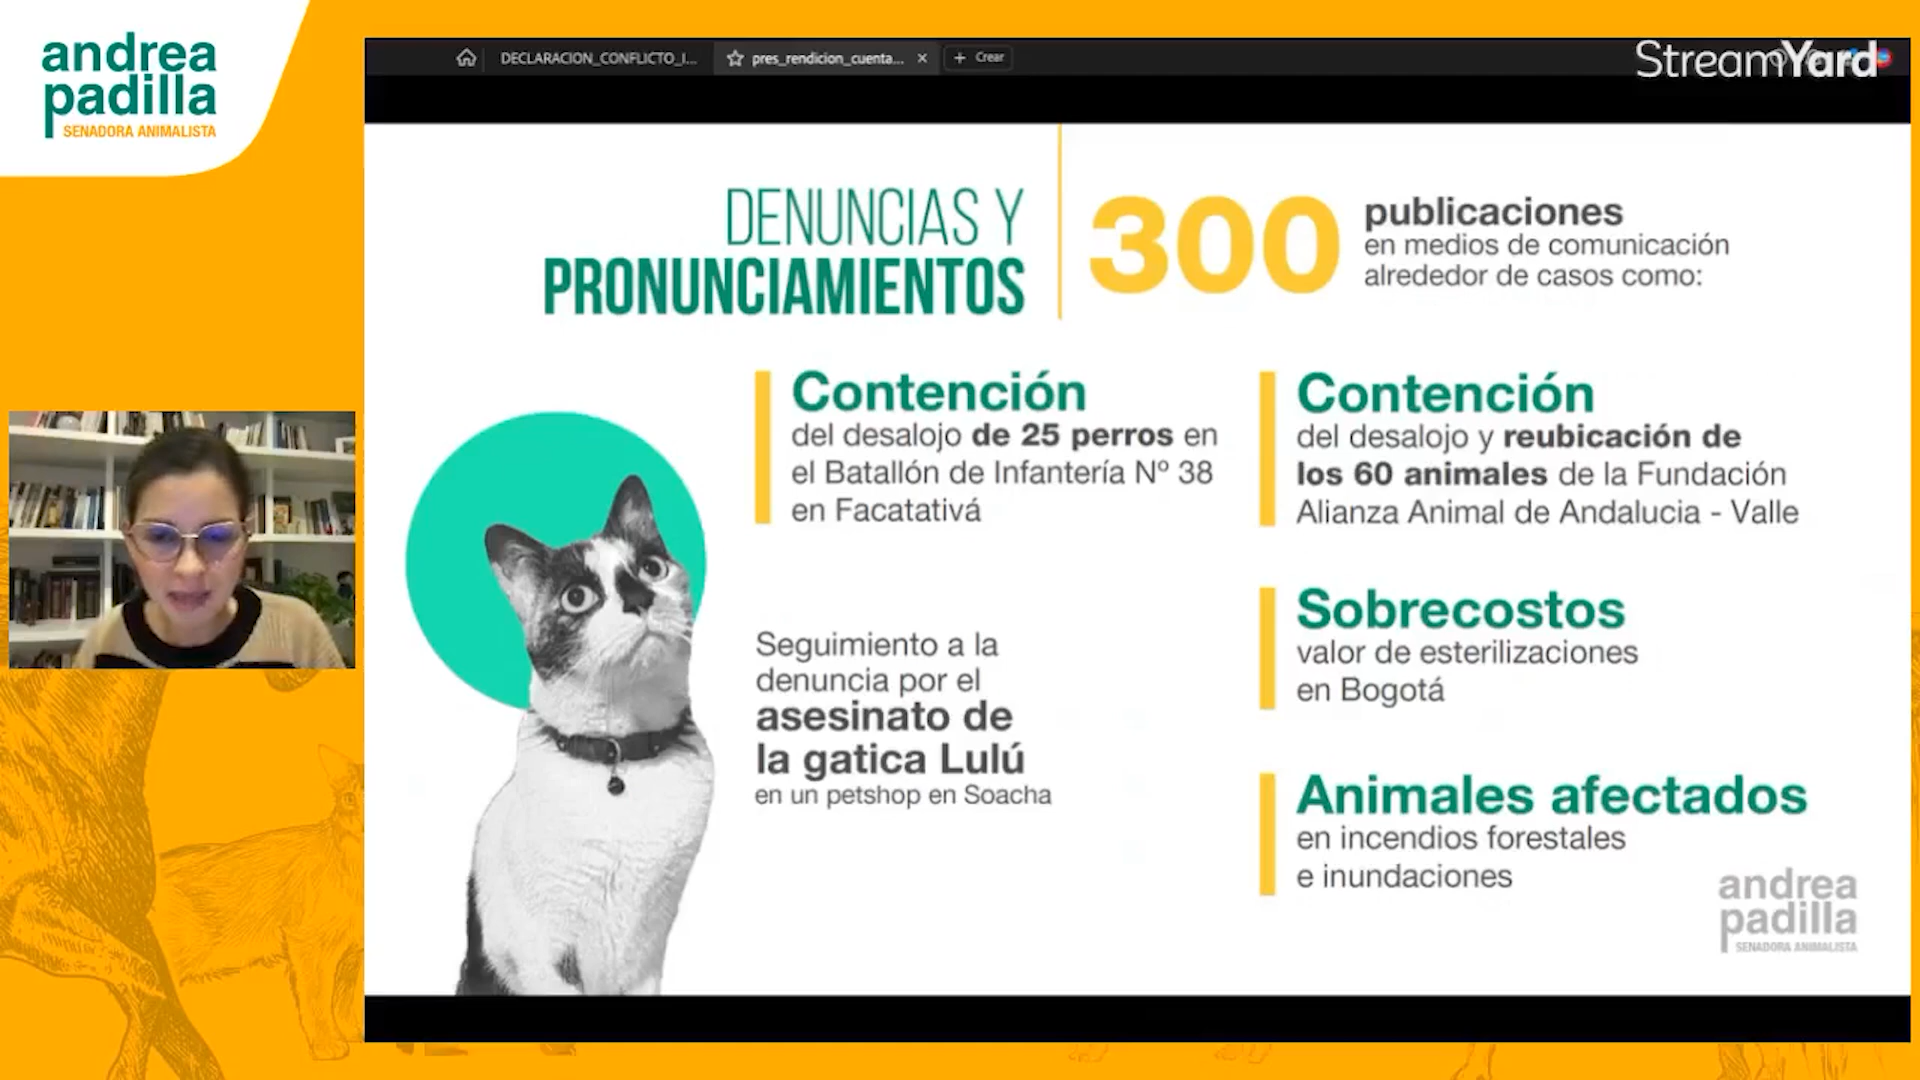 andrea
padilla
SENADORA ANIMALISTA
DECLARACION_CONFLICTO_I...
pres_rendicion_cuenta...
Crear
StreamYard
DENUNCIAS Y
PRONUNCIAMIENTOS
300
publicaciones
en medios de comunicación
alrededor de casos como:
Contención
del desalojo de 25 perros en
el Batallón de Infantería Nº 38
en Facatativá
Seguimiento a la
denuncia por el
asesinato de
la gatica Lulú
en un petshop en Soacha
Contención
del desalojo y reubicación de
los 60 animales de la Fundación
Alianza Animal de Andalucia - Valle
Sobrecostos
valor de esterilizaciones
en Bogotá
Animales afectados
en incendios forestales
e inundaciones
andrea
padilla
SENADORA ANIMALISTA